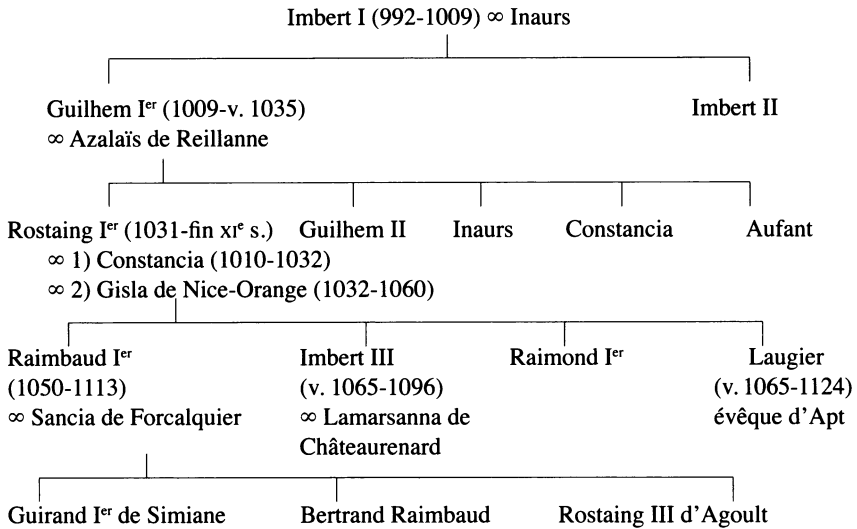 Imbert I (992-1009) ∞ Inaurs
Guilhem Iᵉʳ (1009-v. 1035)
∞ Azalaïs de Reillanne
Imbert II
Rostaing Iᵉʳ (1031-fin XIᵉ s.)
∞ 1) Constancia (1010-1032)
∞ 2) Gisla de Nice-Orange (1032-1060)
Guilhem II
Inaurs
Constancia
Aufant
Raimbaud Iᵉʳ
(1050-1113)
∞ Sancia de Forcalquier
Imbert III
(v. 1065-1096)
∞ Lamarsanna de
Châteaurenard
Raimond Iᵉʳ
Laugier
(v. 1065-1124)
évêque d'Apt
Guirand Iᵉʳ de Simiane
Bertrand Raimbaud
Rostaing III d'Agoult